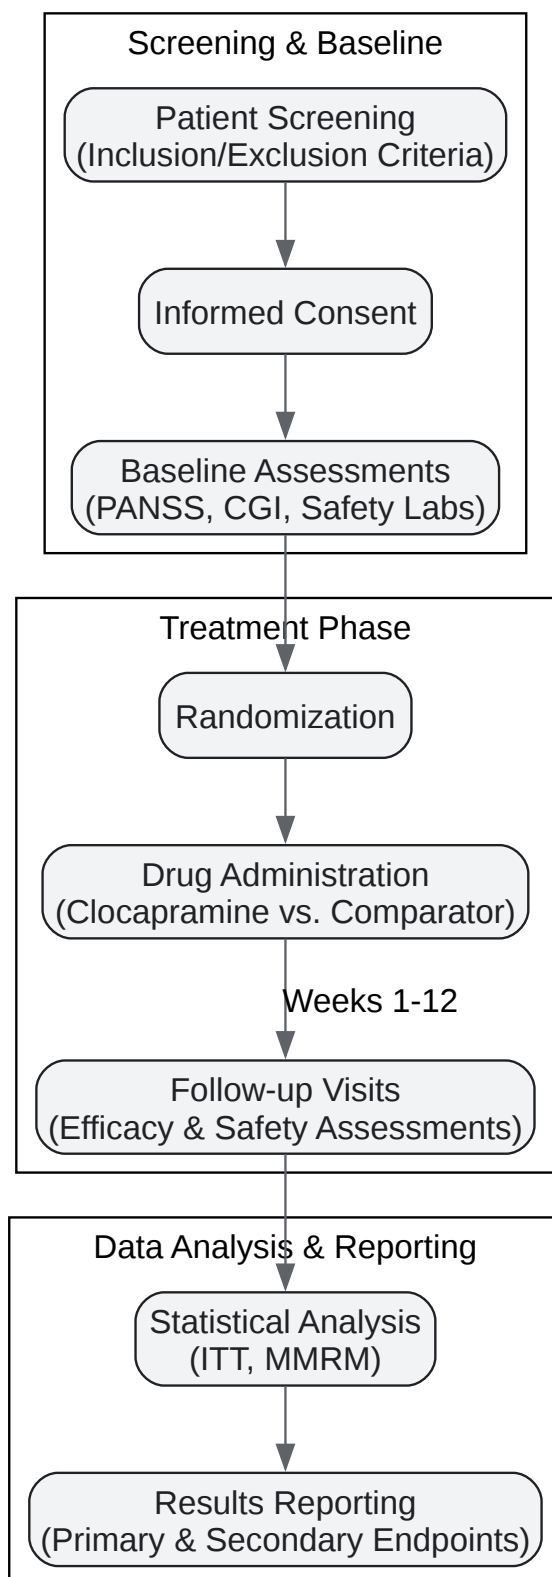 Screening & Baseline
Patient Screening
(Inclusion/Exclusion Criteria)
Informed Consent
Baseline Assessments
(PANSS, CGI, Safety Labs)
Treatment Phase
Randomization
Drug Administration
(Clocapramine vs. Comparator)
Weeks 1-12
Follow-up Visits
(Efficacy & Safety Assessments)
Data Analysis & Reporting
Statistical Analysis
(ITT, MMRM)
Results Reporting
(Primary & Secondary Endpoints)